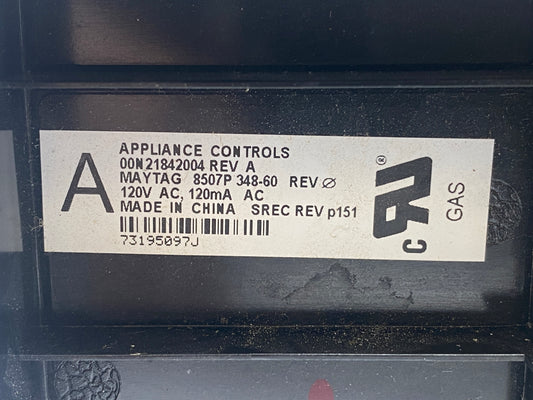 A
APPLIANCE CONTROLS
00N21842004 REV A
MAYTAG 8507P 348-60 REV Ø
120V AC, 120mA AC
MADE IN CHINA SREC REV p151
73195097J
c RU ®
GAS